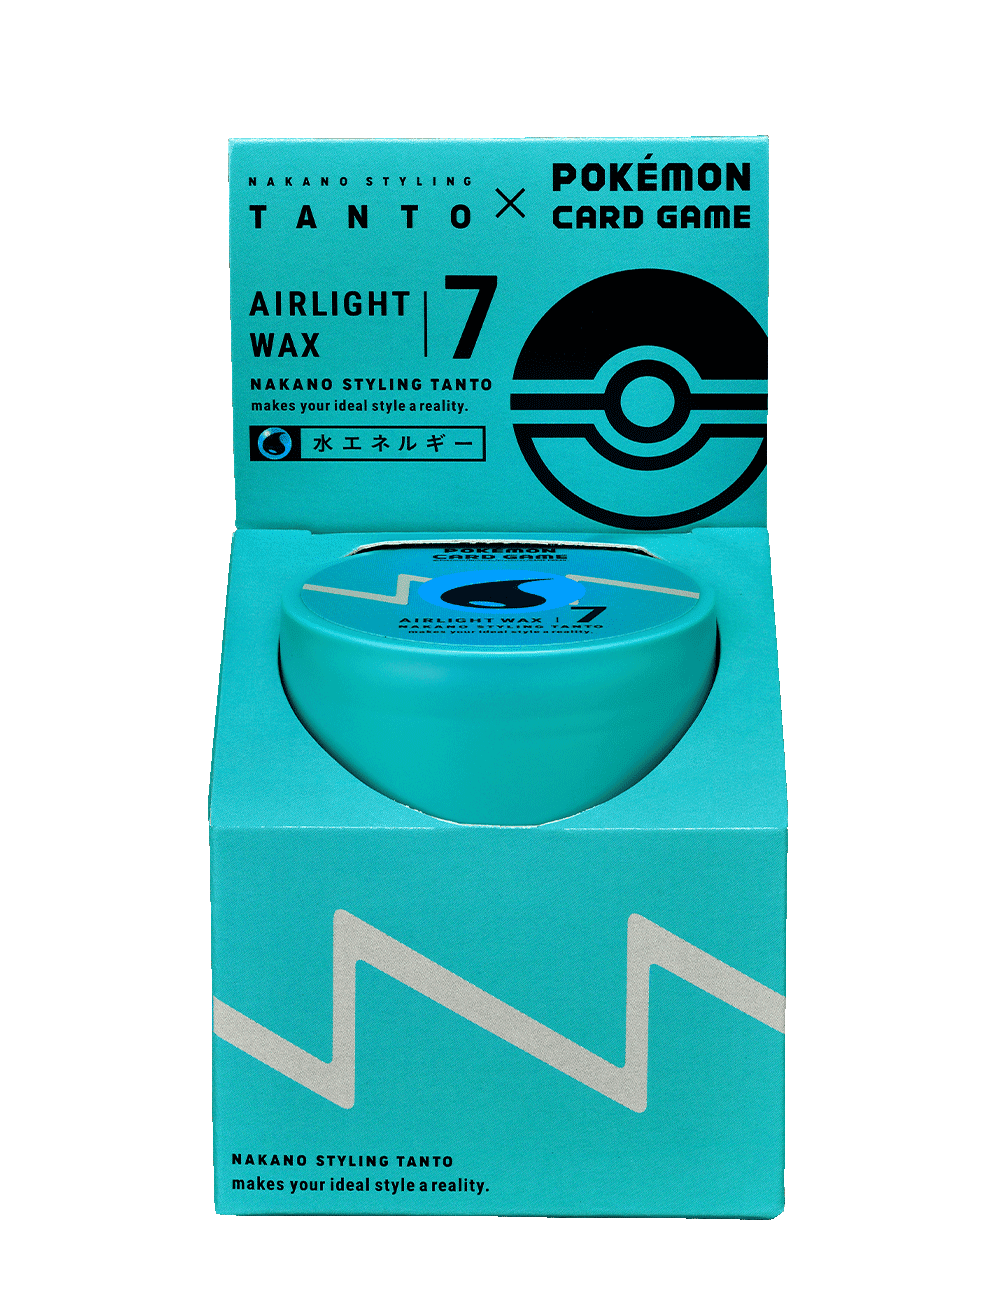 NAKANO STYLING
TANTO
×
POKÉMON
CARD GAME
AIRLIGHT
WAX
7
NAKANO STYLING TANTO
makes your ideal style a reality.
水エネルギー
POKÉMON
CARD GAME
AIRLIGHT WAX | 7
NAKANO STYLING TANTO
makes your ideal style a reality.
NAKANO STYLING TANTO
makes your ideal style a reality.